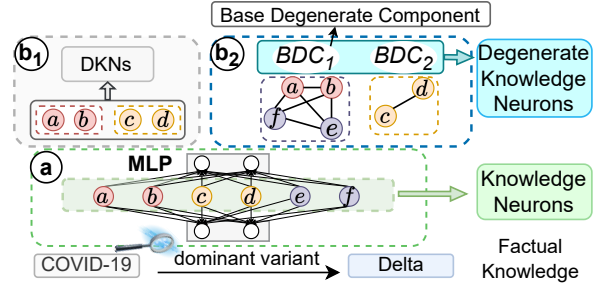 Base Degenerate Component
b1
DKNs
a b c d
b2
BDC1 BDC2
a b
f e
d
c
Degenerate
Knowledge
Neurons
a
MLP
a b c d e f
Knowledge
Neurons
COVID-19
dominant variant
Delta
Factual
Knowledge